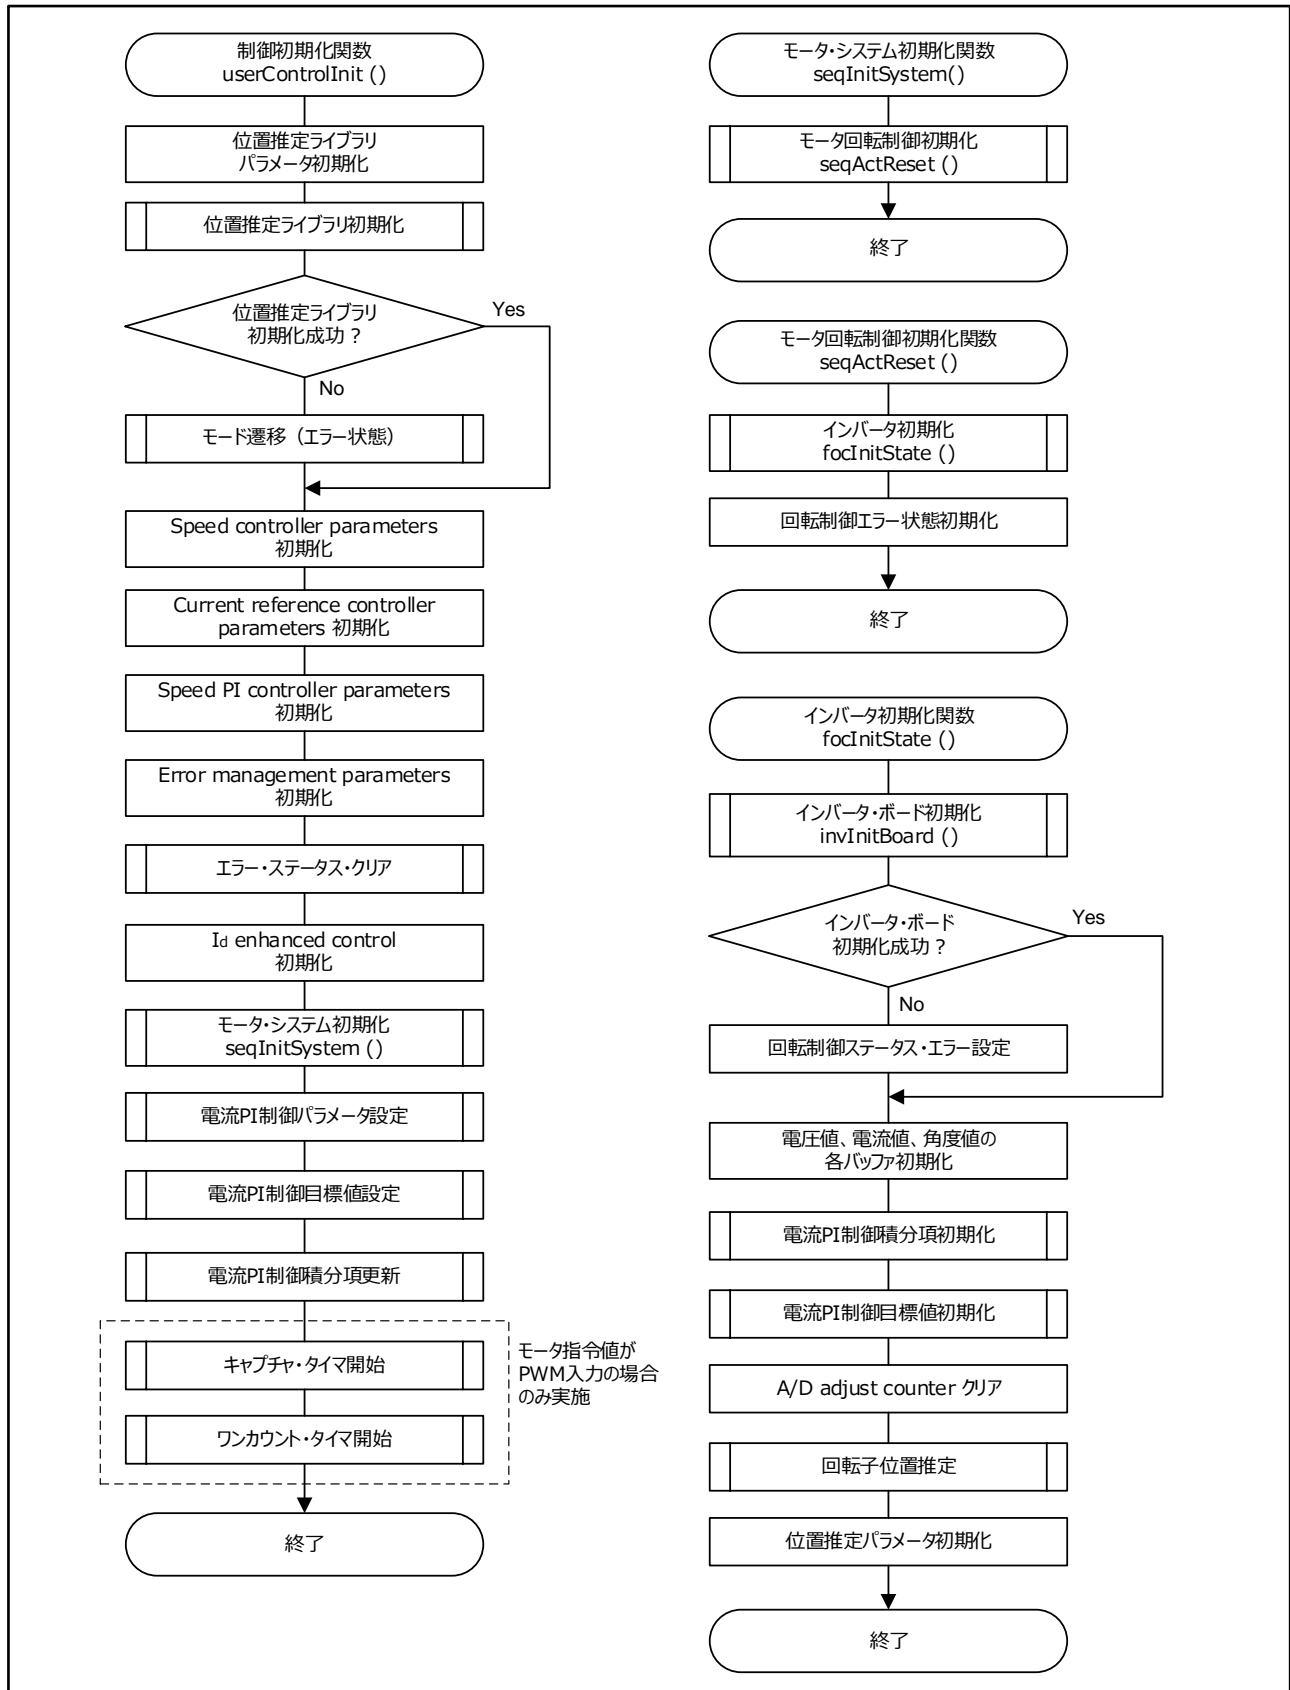 制御初期化関数
userControlInit ()
位置推定ライブラリ
パラメータ初期化
位置推定ライブラリ初期化
位置推定ライブラリ
初期化成功？
Yes
No
モード遷移（エラー状態）
Speed controller parameters
初期化
Current reference controller
parameters 初期化
Speed PI controller parameters
初期化
Error management parameters
初期化
エラー・ステータス・クリア
Id enhanced control
初期化
モータ・システム初期化
seqInitSystem ()
電流PI制御パラメータ設定
電流PI制御目標値設定
電流PI制御積分項更新
キャプチャ・タイマ開始
ワンカウント・タイマ開始
モータ指令値が
PWM入力の場合
のみ実施
終了
モータ・システム初期化関数
seqInitSystem()
モータ回転制御初期化
seqActReset ()
終了
モータ回転制御初期化関数
seqActReset ()
インバータ初期化
focInitState ()
回転制御エラー状態初期化
終了
インバータ初期化関数
focInitState ()
インバータ・ボード初期化
invInitBoard ()
インバータ・ボード
初期化成功？
Yes
No
回転制御ステータス・エラー設定
電圧値、電流値、角度値の
各バッファ初期化
電流PI制御積分項初期化
電流PI制御目標値初期化
A/D adjust counter クリア
回転子位置推定
位置推定パラメータ初期化
終了